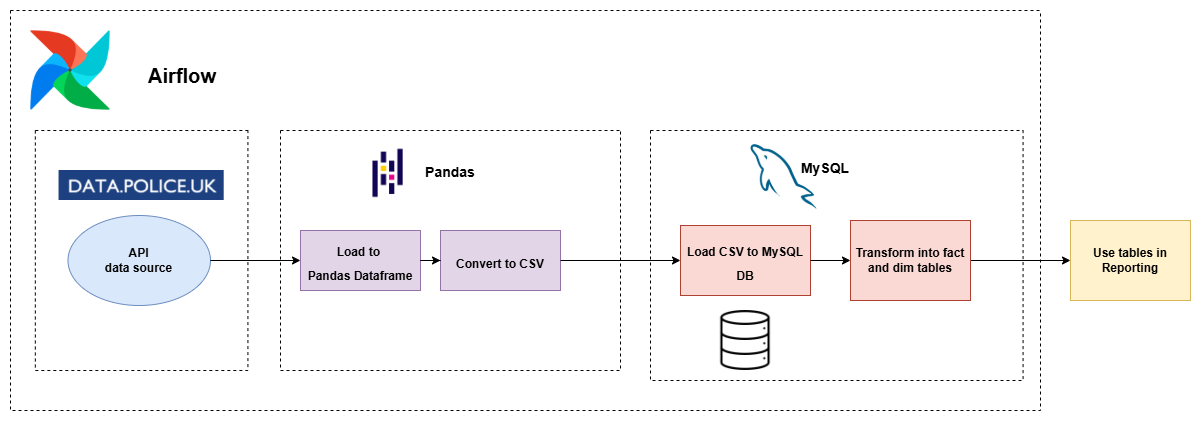 Airflow
DATA.POLICE.UK
API
data source
Pandas
Load to
Pandas Dataframe
Convert to CSV
MySQL
Load CSV to MySQL
DB
Transform into fact
and dim tables
Use tables in
Reporting